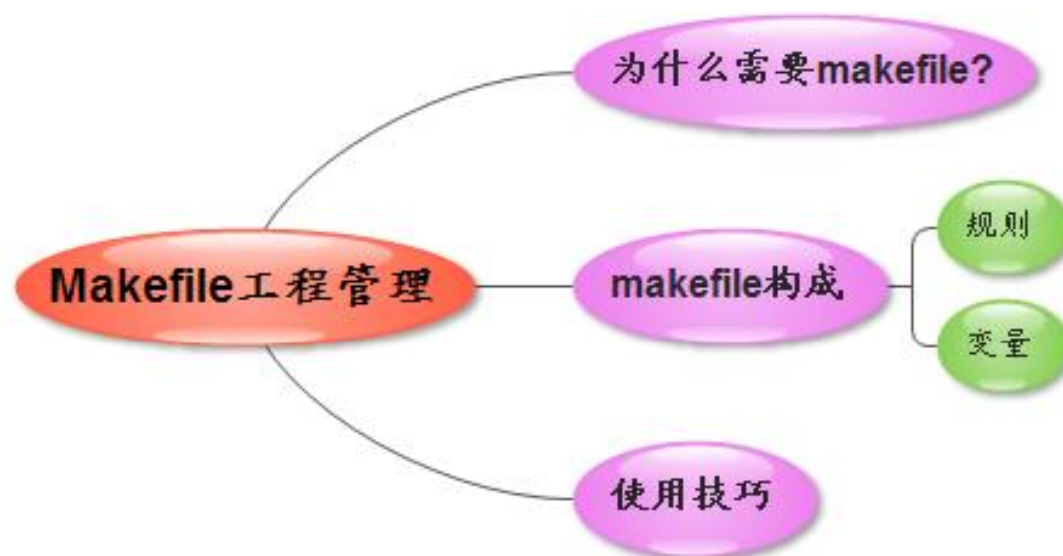 为什么需要makefile?
规则
Makefile工程管理
makefile构成
变量
使用技巧